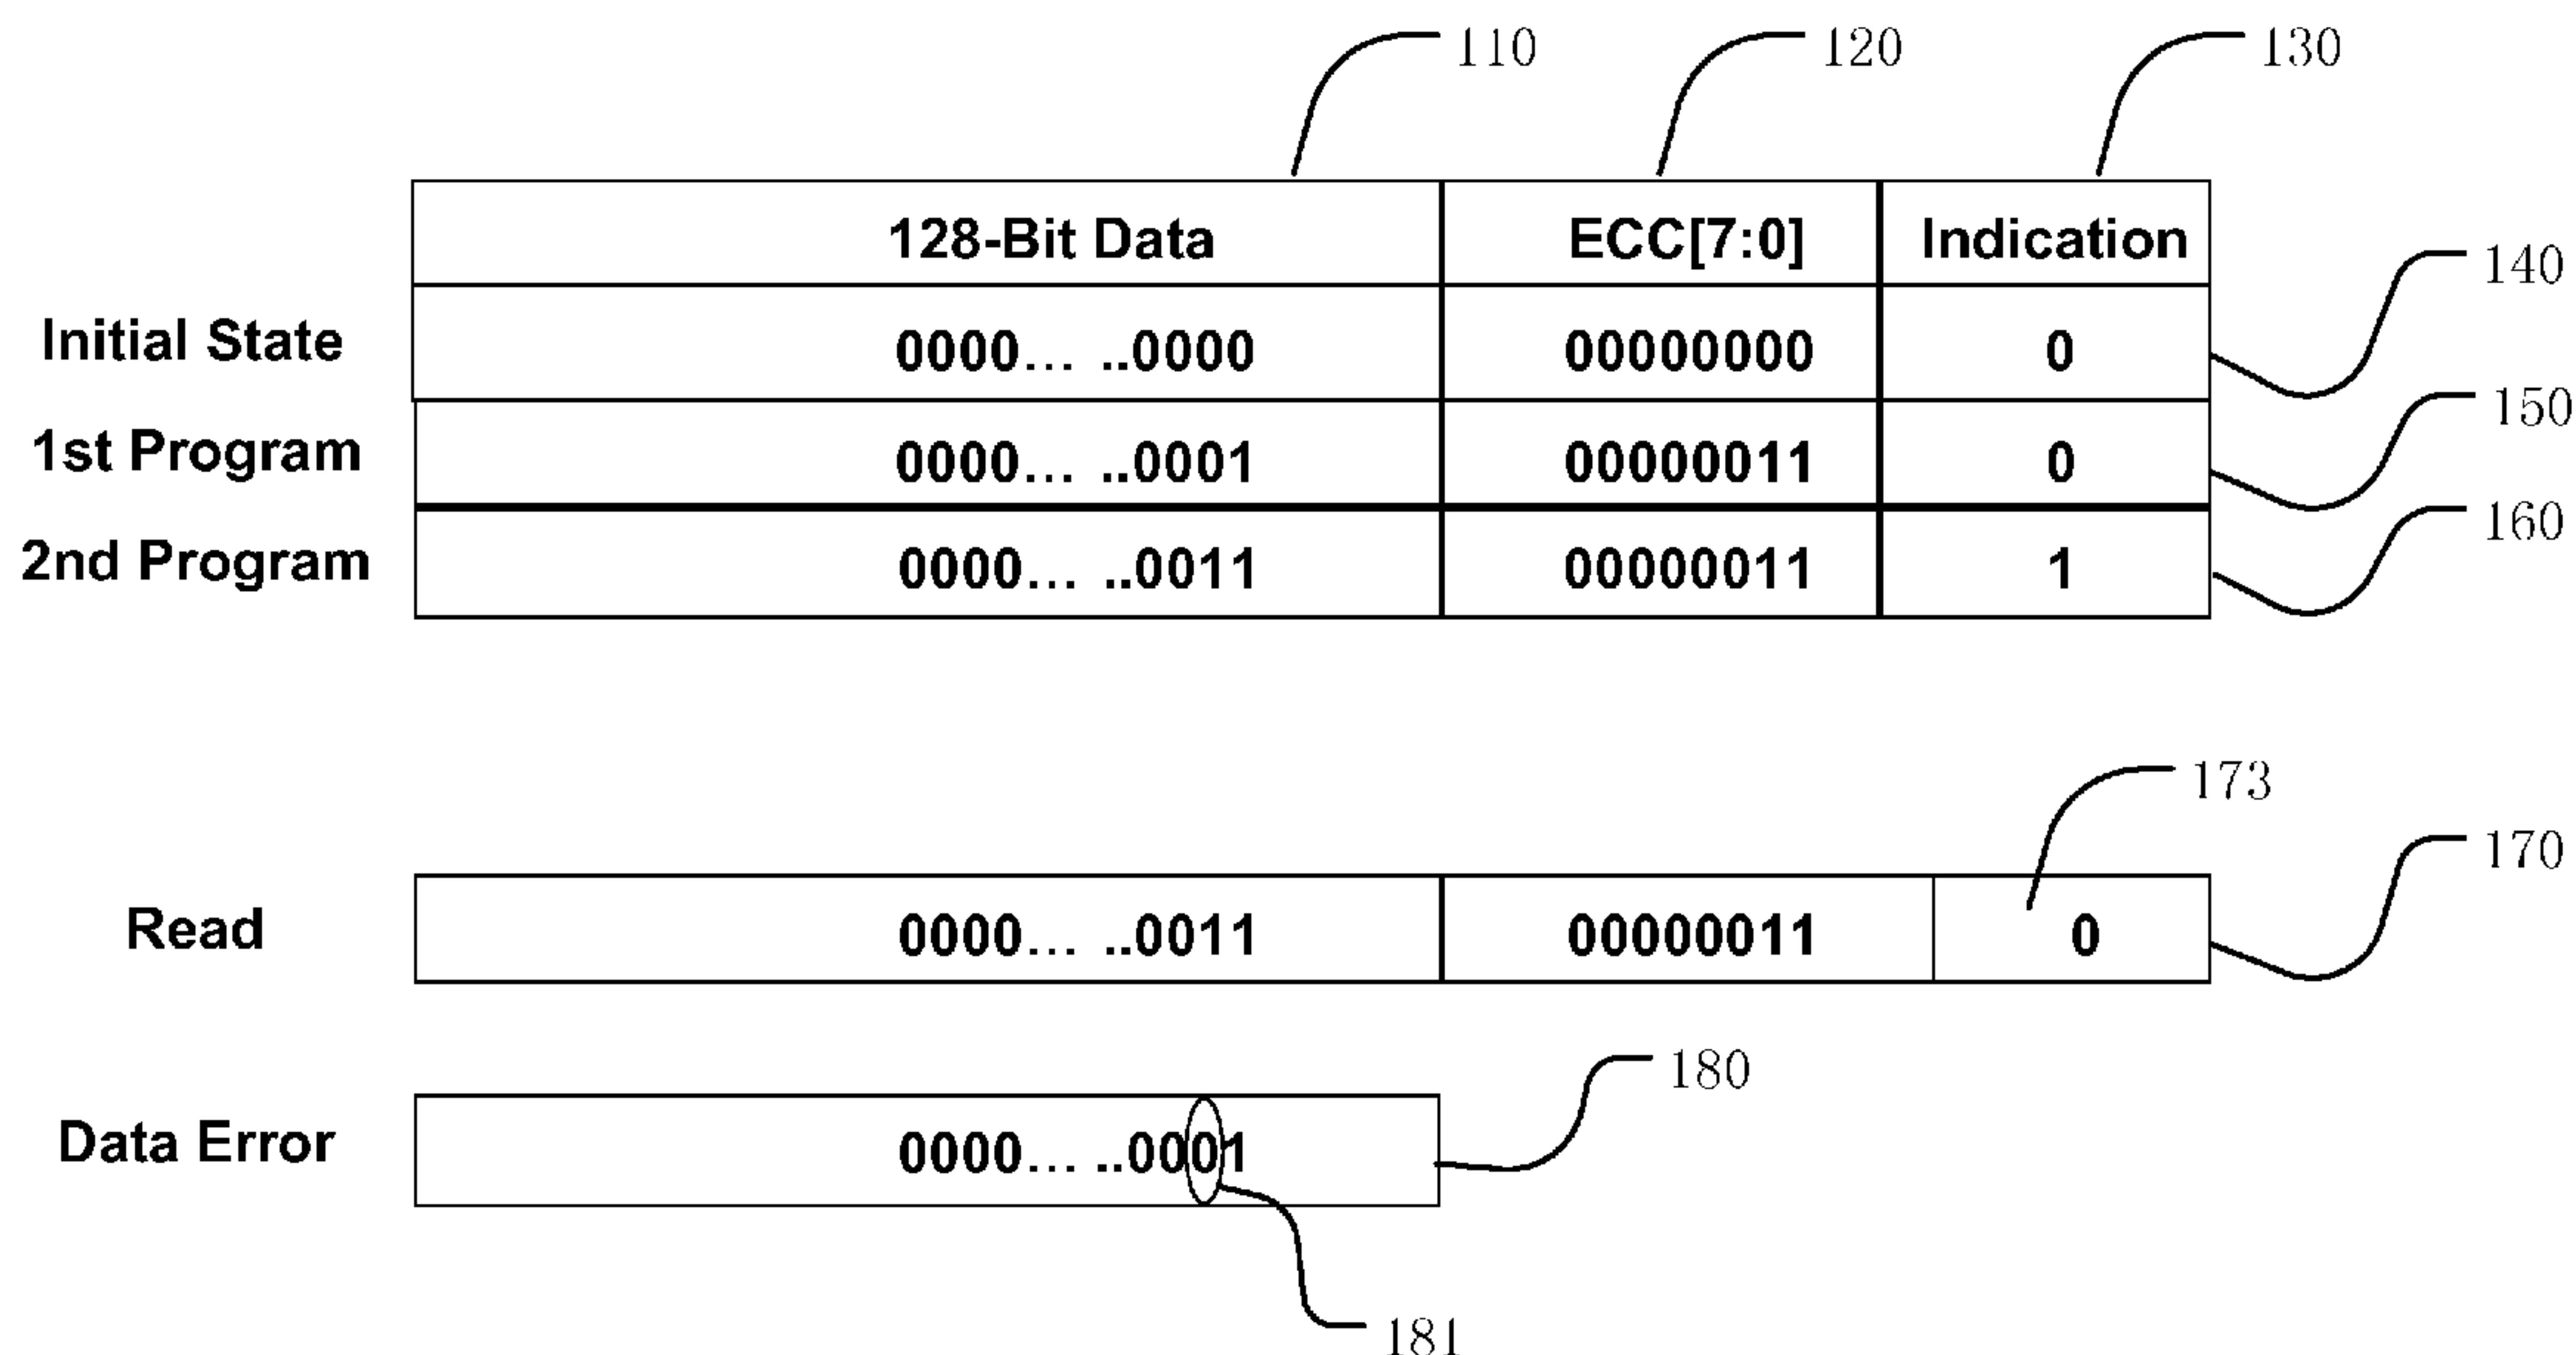 110 120 130
128-Bit Data ECC[7:0] Indication
140
Initial State 0000... ..0000 00000000 0
150
1st Program 0000... ..0001 00000011 0
160
2nd Program 0000... ..0011 00000011 1
173
170
Read 0000... ..0011 00000011 0
180
Data Error 0000... ..0001
181